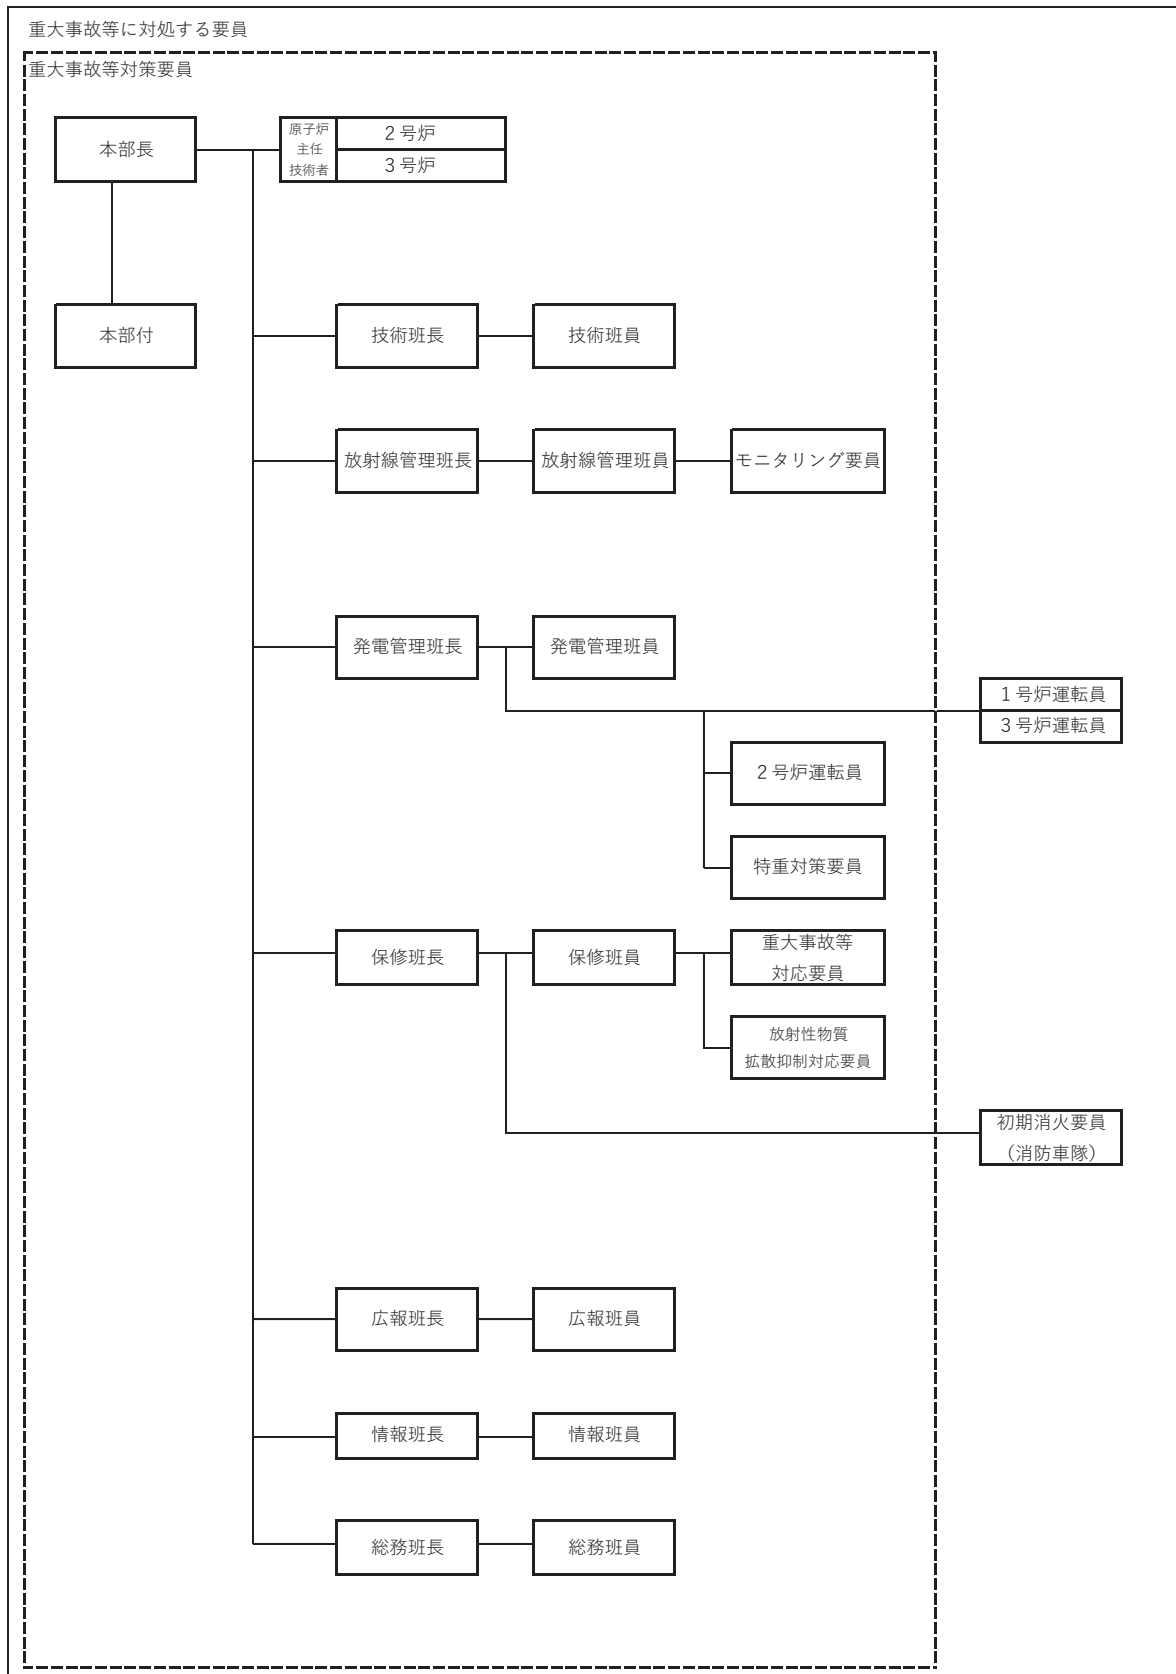 重大事故等に対処する要員
重大事故等対策要員
本部長
原子炉
主任
技術者
2号炉
3号炉
本部付
技術班長
技術班員
放射線管理班長
放射線管理班員
モニタリング要員
発電管理班長
発電管理班員
1号炉運転員
3号炉運転員
2号炉運転員
特重対策要員
保修班長
保修班員
重大事故等
対応要員
放射性物質
拡散抑制対応要員
初期消火要員
（消防車隊）
広報班長
広報班員
情報班長
情報班員
総務班長
総務班員